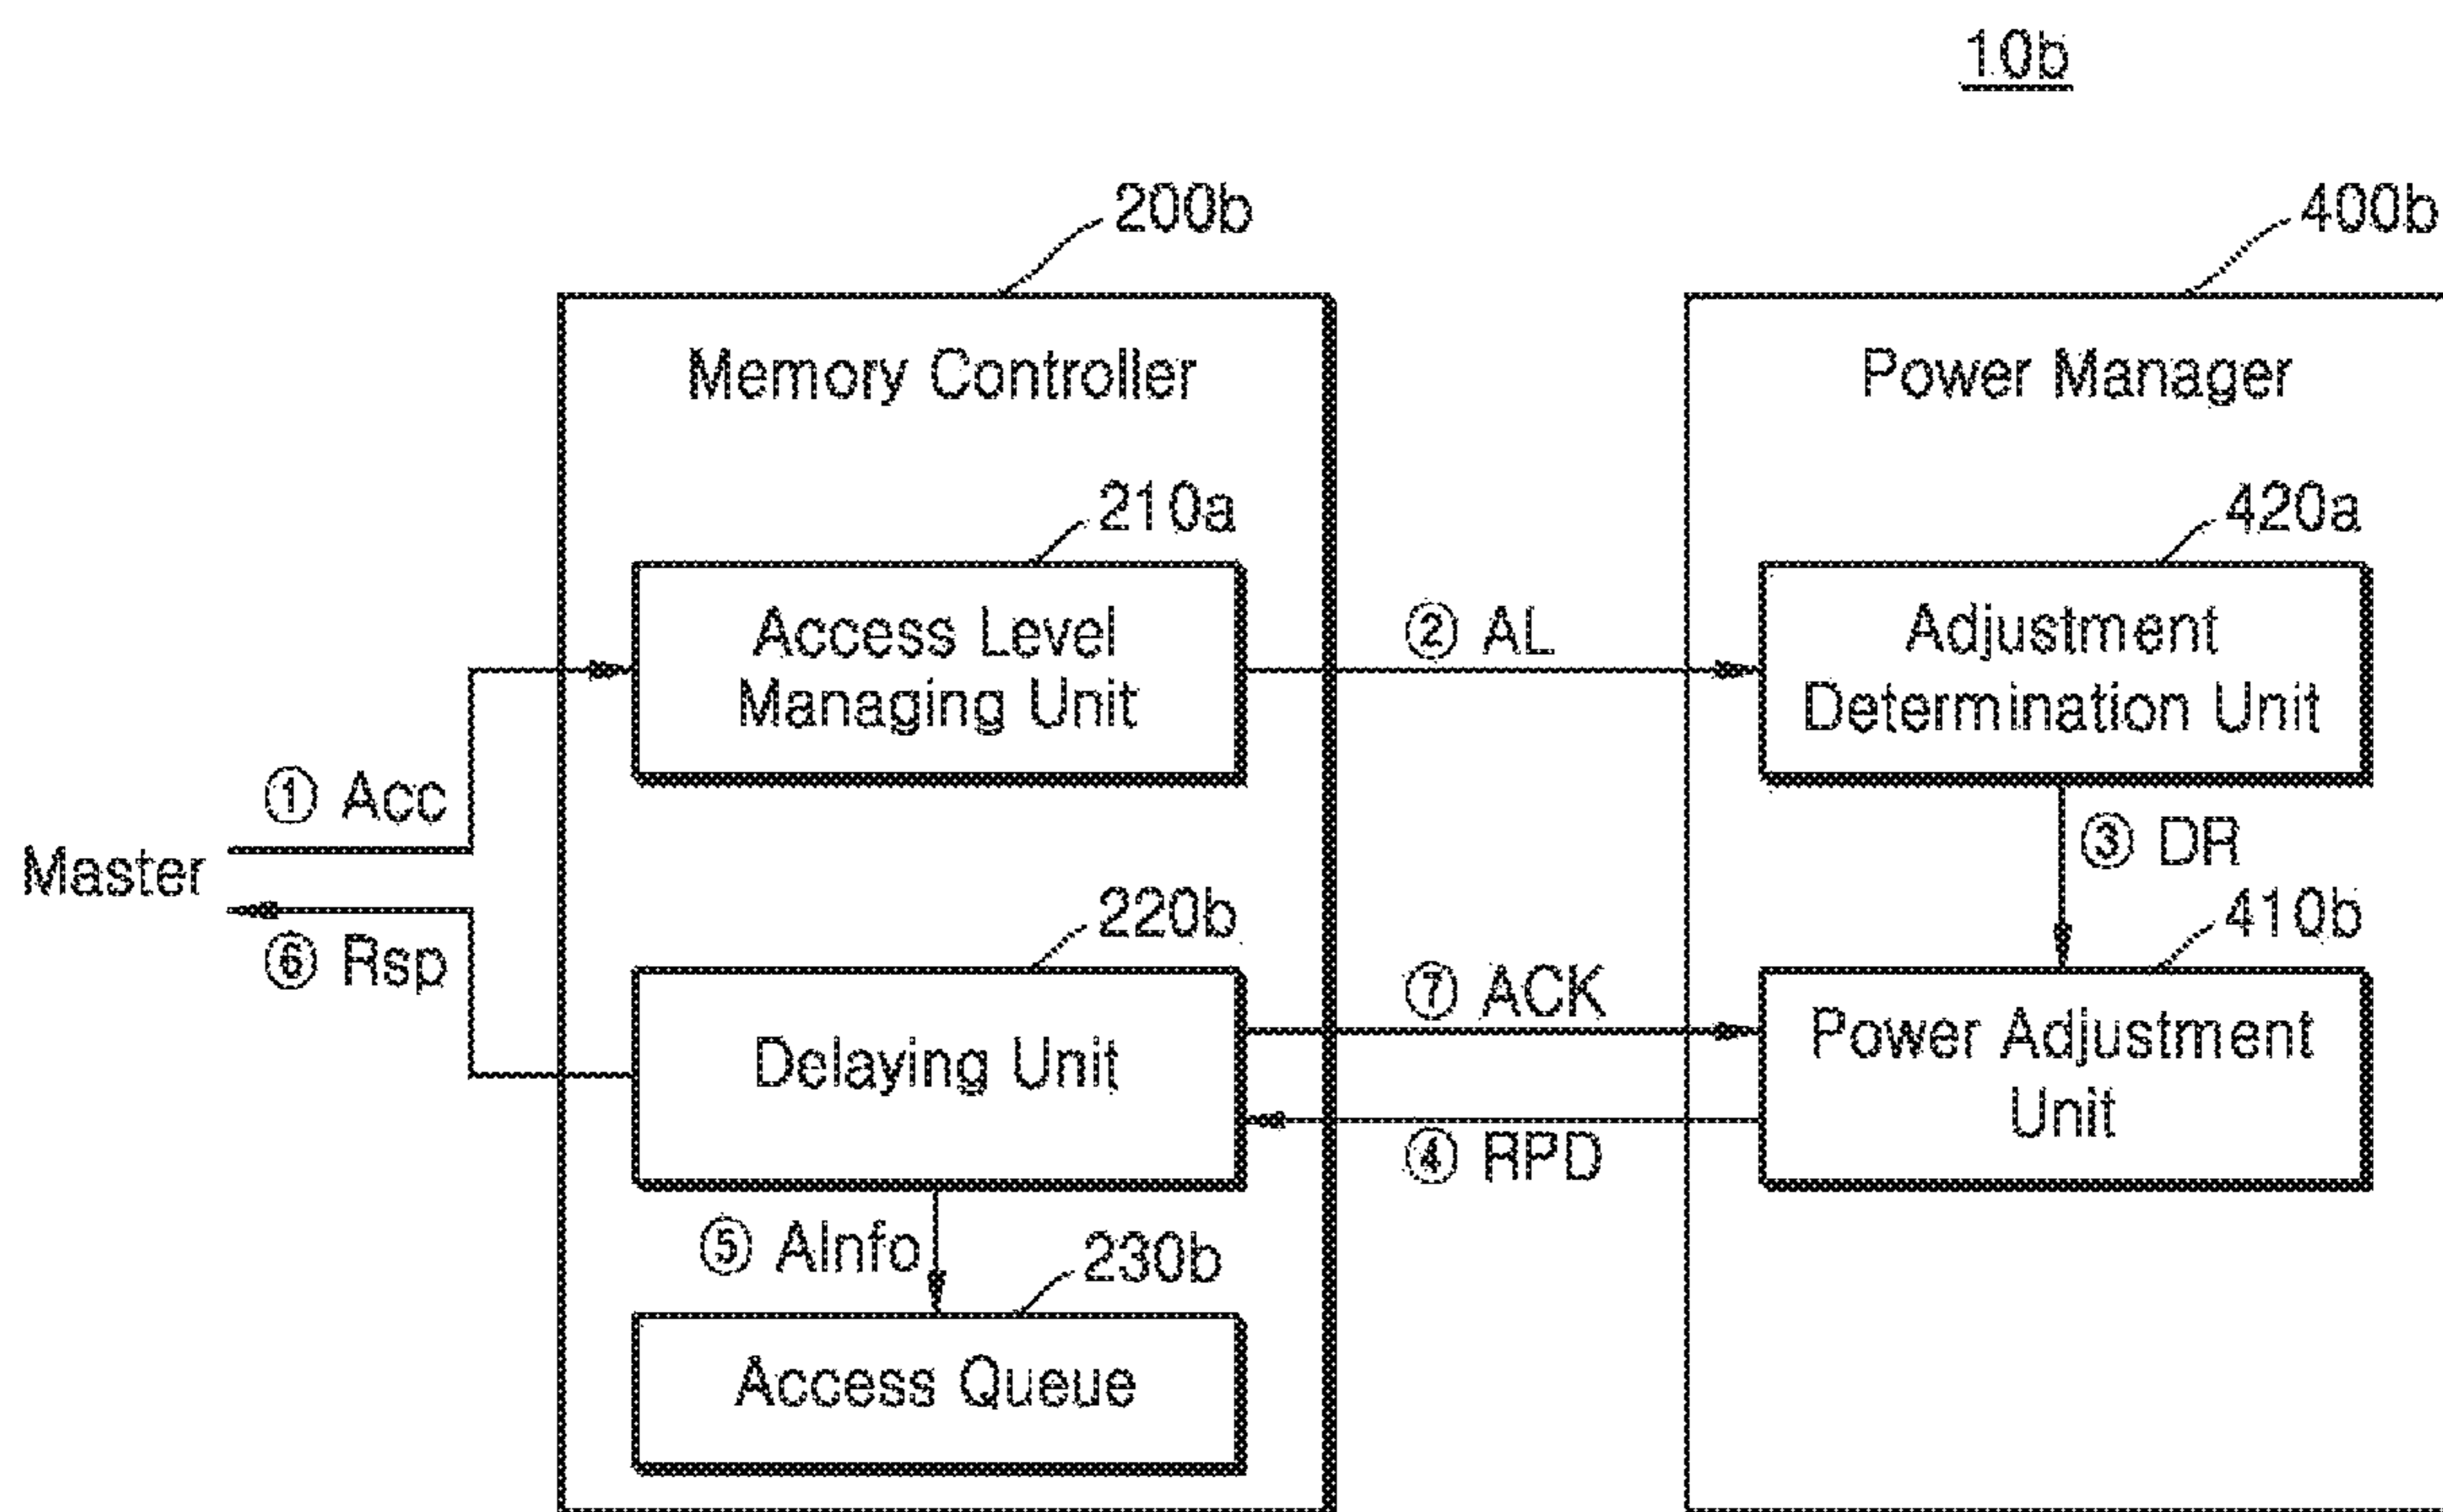 10b
200b
400b
Memory Controller
Power Manager
210a
420a
Access Level
Managing Unit
② AL
Adjustment
Determination Unit
① Acc
③ DR
Master
220b
410b
⑥ Rsp
⑦ ACK
Delaying Unit
Power Adjustment
Unit
④ RPD
⑤ AInfo
230b
Access Queue